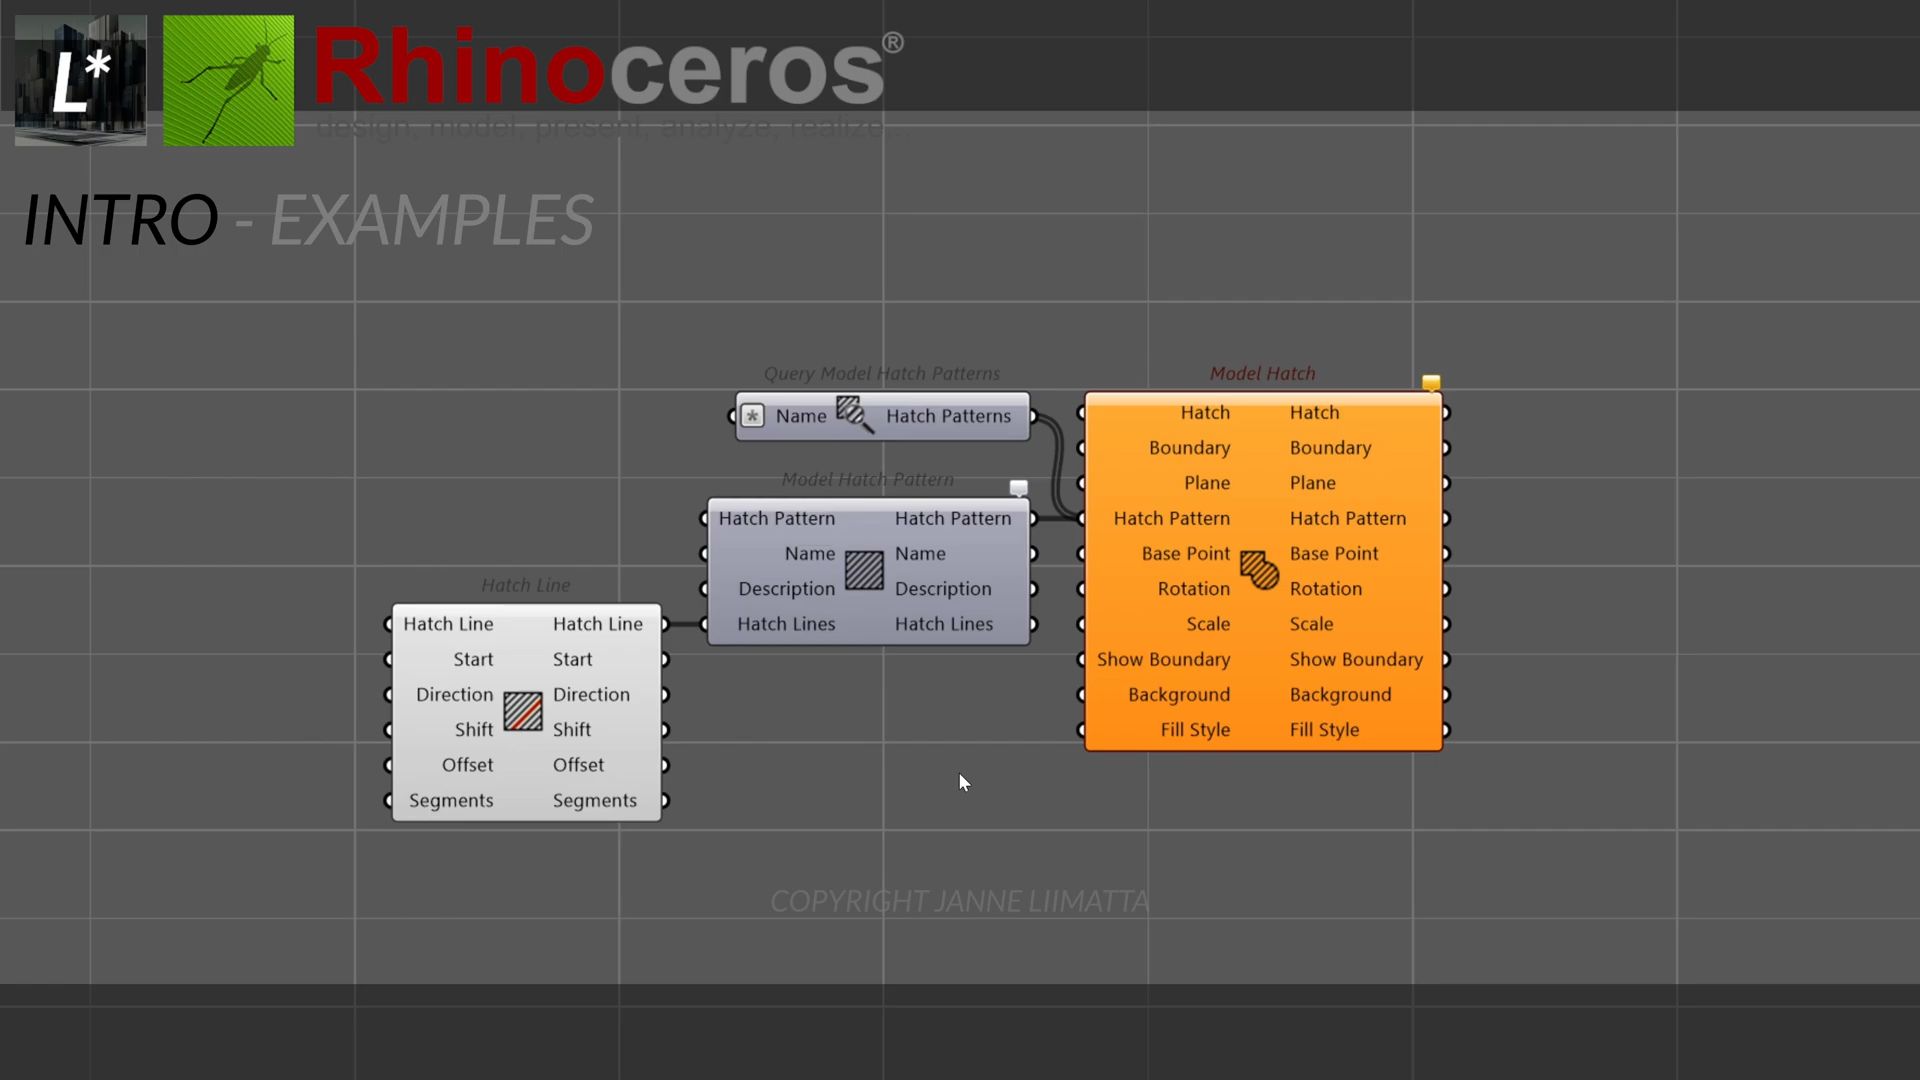 L*
Rhinoceros®
design, model, present, analyze, realize...
INTRO - EXAMPLES
Query Model Hatch Patterns
* Name Hatch Patterns
Model Hatch Pattern
Hatch Pattern Hatch Pattern
Name Name
Description Description
Hatch Lines Hatch Lines
Hatch Line
Hatch Line Hatch Line
Start Start
Direction Direction
Shift Shift
Offset Offset
Segments Segments
Model Hatch
Hatch Hatch
Boundary Boundary
Plane Plane
Hatch Pattern Hatch Pattern
Base Point Base Point
Rotation Rotation
Scale Scale
Show Boundary Show Boundary
Background Background
Fill Style Fill Style
COPYRIGHT JANNE LIIMATTA